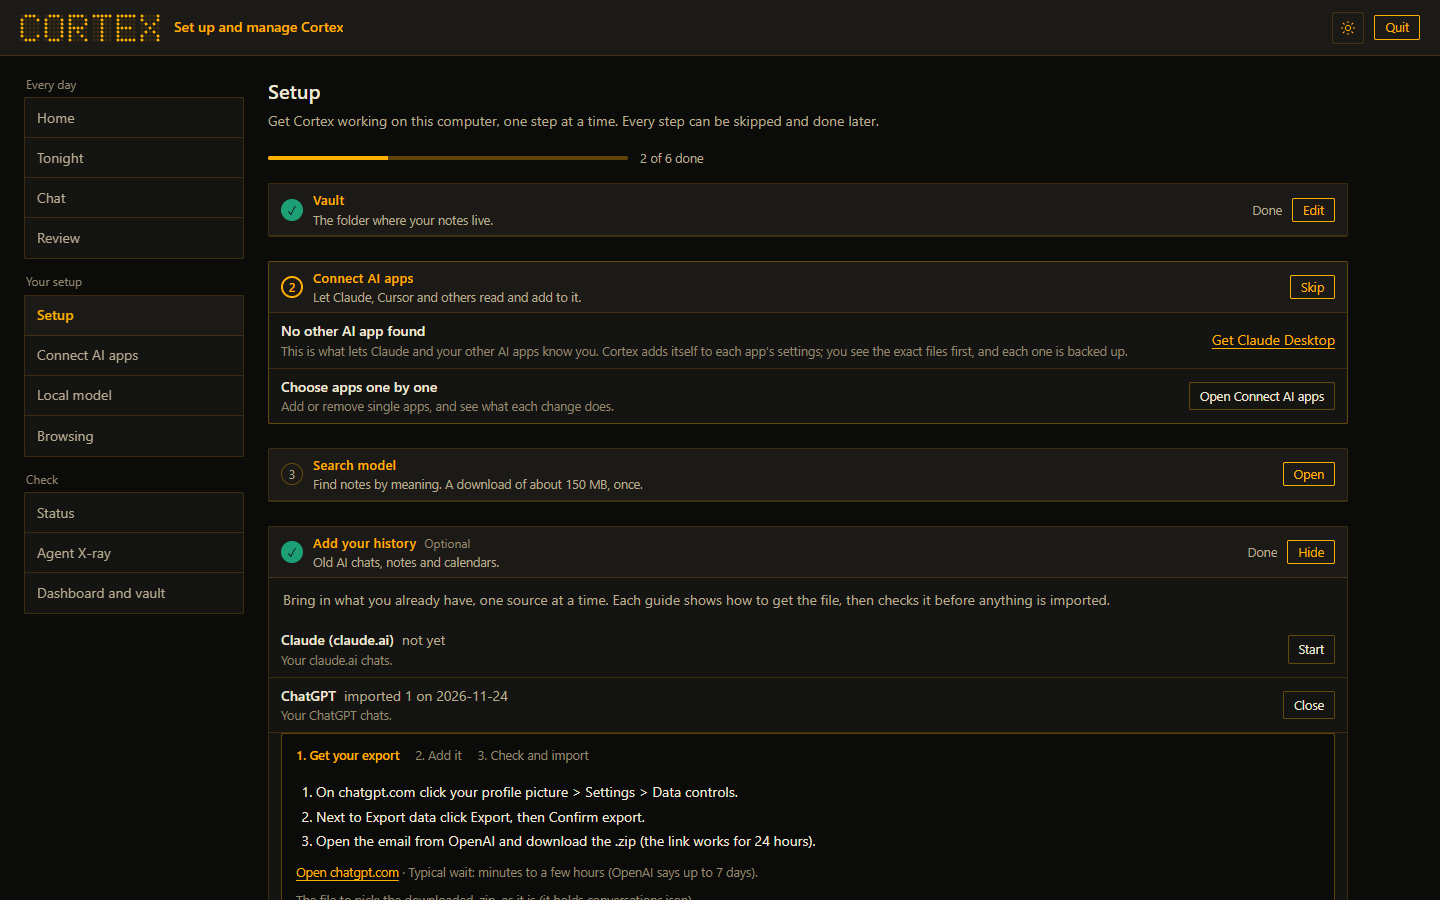 CORTEX
Set up and manage Cortex
Quit
Every day
Home
Tonight
Chat
Review
Your setup
Setup
Connect AI apps
Local model
Browsing
Check
Status
Agent X-ray
Dashboard and vault
Setup
Get Cortex working on this computer, one step at a time. Every step can be skipped and done later.
2 of 6 done
Vault
The folder where your notes live.
Done
Edit
2
Connect AI apps
Let Claude, Cursor and others read and add to it.
Skip
No other AI app found
This is what lets Claude and your other AI apps know you. Cortex adds itself to each app's settings; you see the exact files first, and each one is backed up.
Get Claude Desktop
Choose apps one by one
Add or remove single apps, and see what each change does.
Open Connect AI apps
3
Search model
Find notes by meaning. A download of about 150 MB, once.
Open
Add your history Optional
Old AI chats, notes and calendars.
Done
Hide
Bring in what you already have, one source at a time. Each guide shows how to get the file, then checks it before anything is imported.
Claude (claude.ai) not yet
Your claude.ai chats.
Start
ChatGPT imported 1 on 2026-11-24
Your ChatGPT chats.
Close
1. Get your export 2. Add it 3. Check and import
1. On chatgpt.com click your profile picture > Settings > Data controls.
2. Next to Export data click Export, then Confirm export.
3. Open the email from OpenAI and download the .zip (the link works for 24 hours).
Open chatgpt.com · Typical wait: minutes to a few hours (OpenAI says up to 7 days).
The file to pick: the downloaded .zip, as it is (it holds conversations.json)